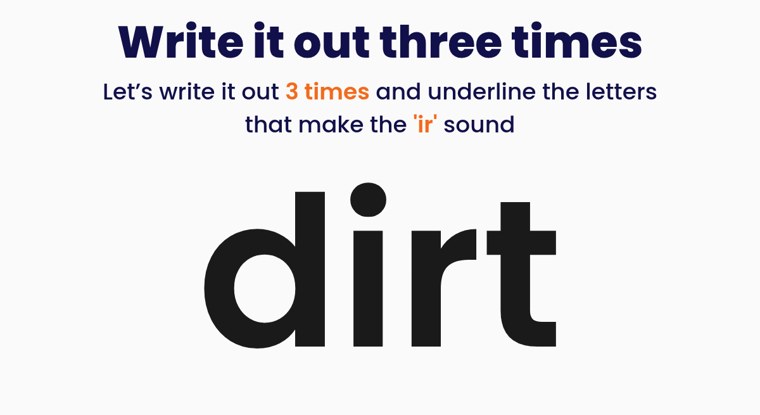 Write it out three times
Let’s write it out 3 times and underline the letters
that make the 'ir' sound
dirt